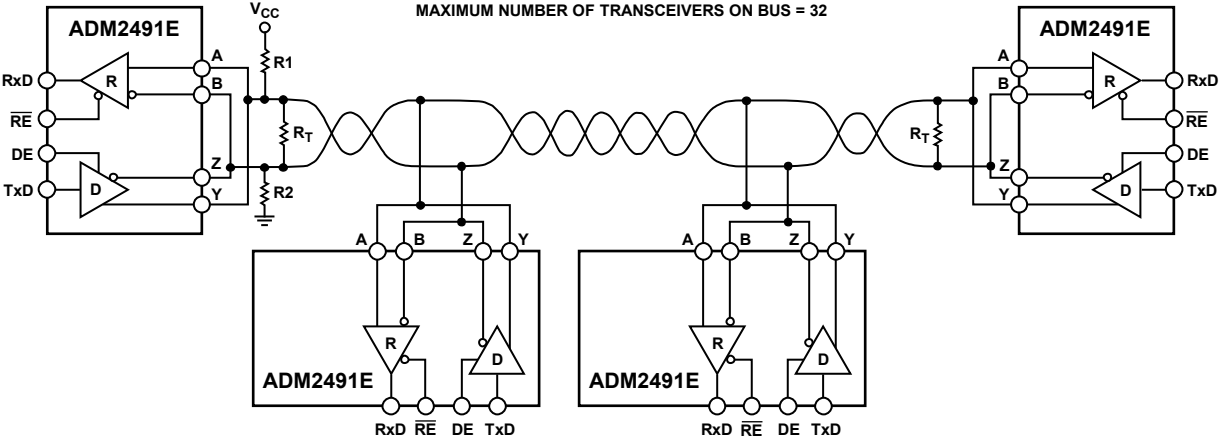 MAXIMUM NUMBER OF TRANSCEIVERS ON BUS = 32
ADM2491E
VCC
R1
A
B
RxD
R
RE
RT
DE
Z
R2
TxD
D
Y
ADM2491E
A
B
R
RxD
RE
RT
DE
Z
TxD
D
Y
A
B
Z
Y
R
D
ADM2491E
RxD
RE
DE
TxD
A
B
Z
Y
R
D
ADM2491E
RxD
RE
DE
TxD